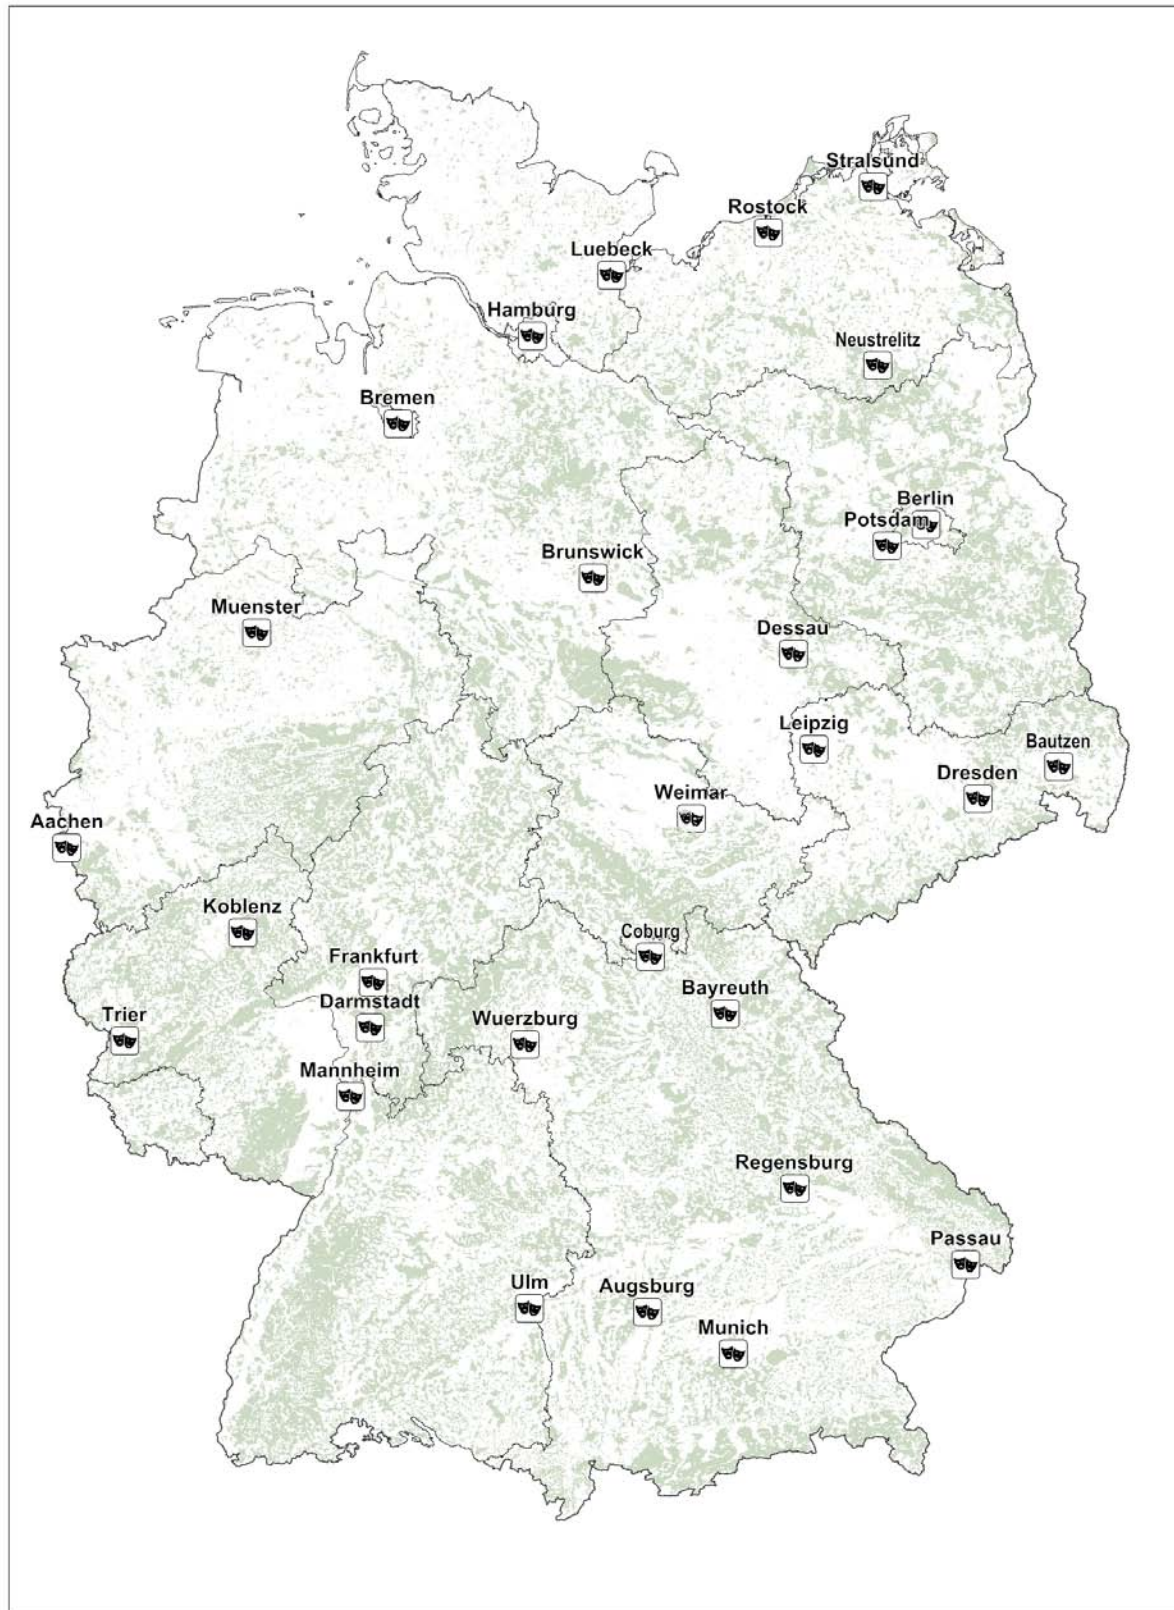 Stralsund
Rostock
Luebeck
Hamburg
Neustrelitz
Bremen
Berlin
Potsdam
Brunswick
Muenster
Dessau
Leipzig
Bautzen
Dresden
Weimar
Aachen
Koblenz
Coburg
Frankfurt
Bayreuth
Darmstadt
Trier
Wuerzburg
Mannheim
Regensburg
Passau
Ulm
Augsburg
Munich